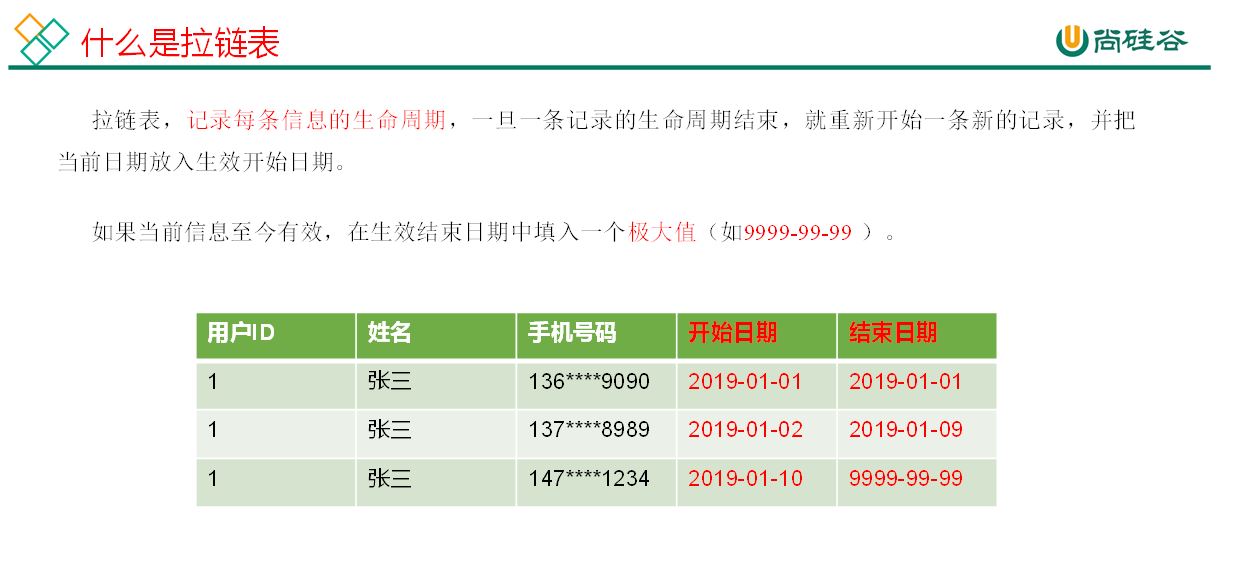 什么是拉链表
尚硅谷
拉链表，记录每条信息的生命周期，一旦一条记录的生命周期结束，就重新开始一条新的记录，并把
当前日期放入生效开始日期。
如果当前信息至今有效，在生效结束日期中填入一个极大值（如9999-99-99 ）。
用户ID 姓名 手机号码 开始日期 结束日期
1 张三 136****9090 2019-01-01 2019-01-01
1 张三 137****8989 2019-01-02 2019-01-09
1 张三 147****1234 2019-01-10 9999-99-99